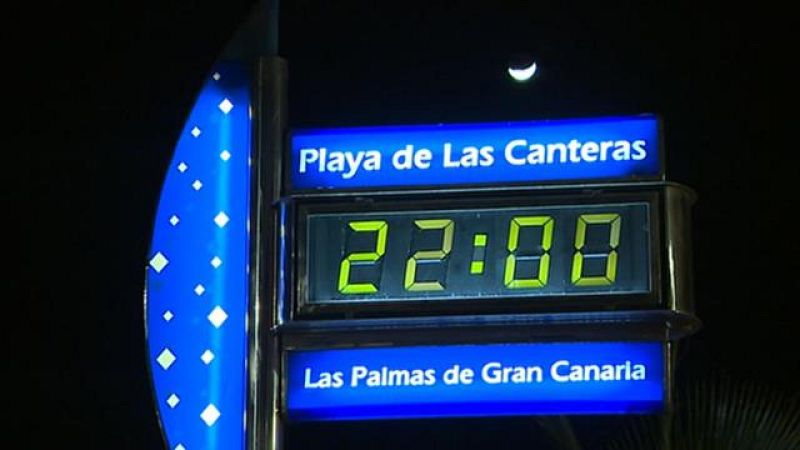 Playa de Las Canteras
22:00
Las Palmas de Gran Canaria